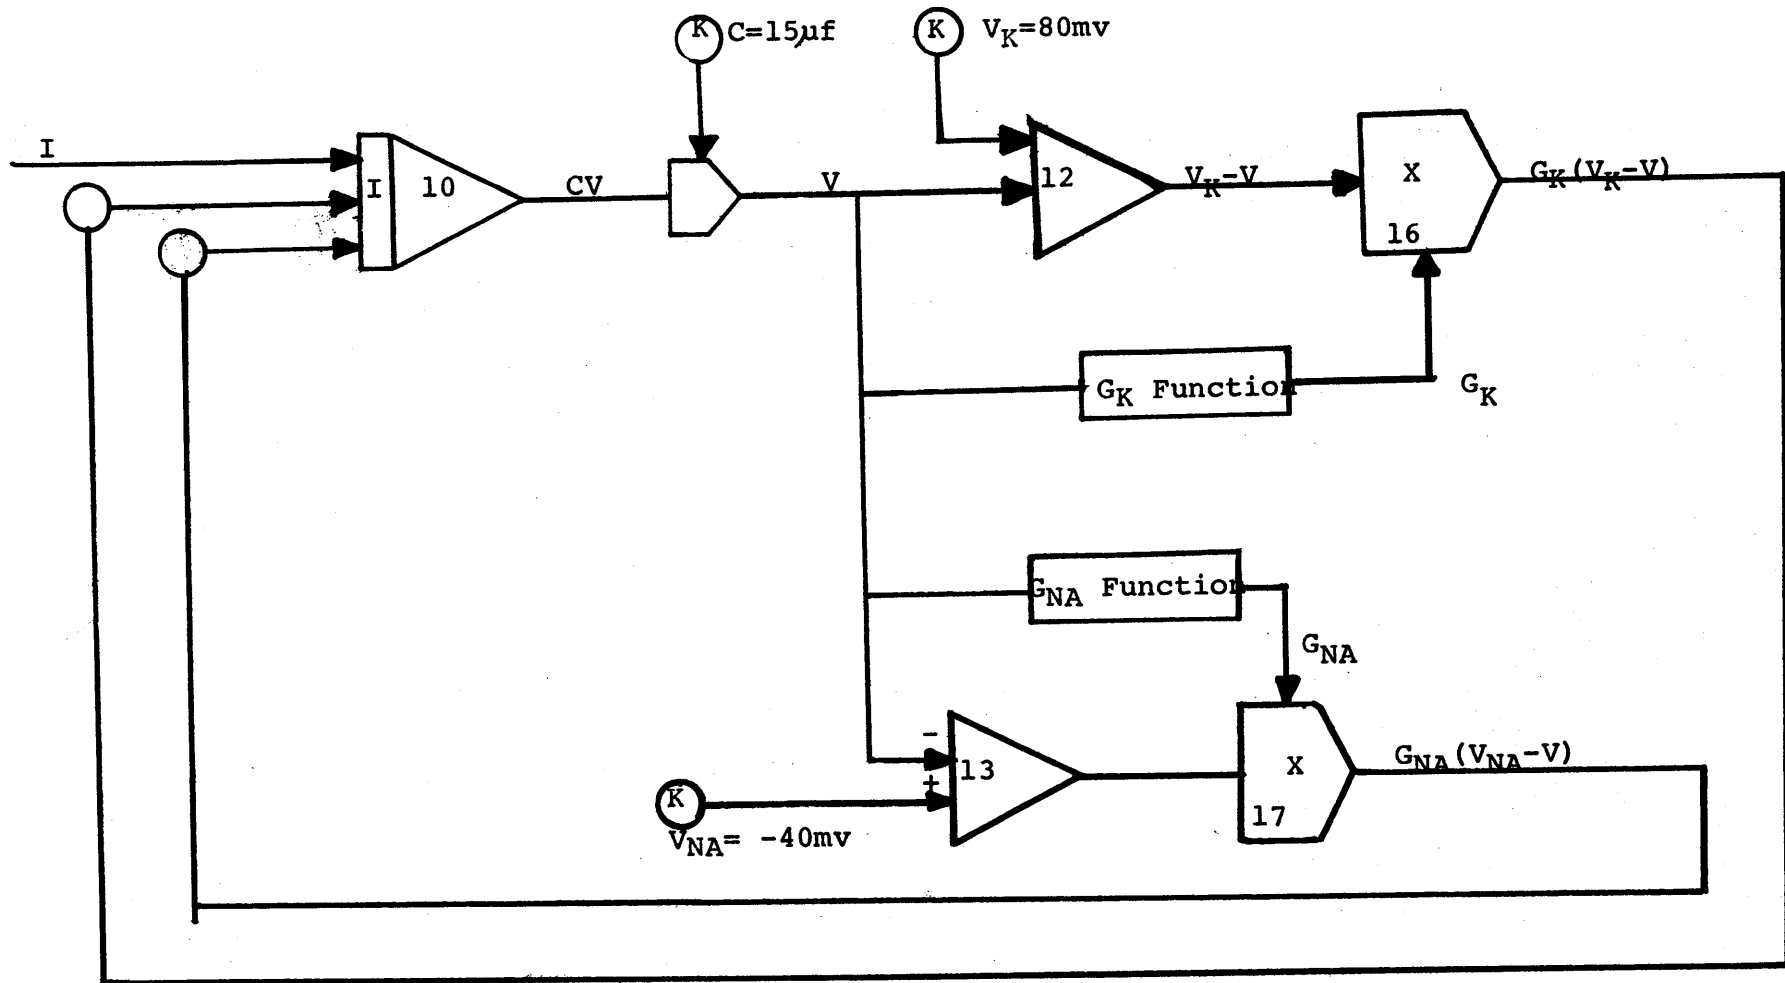 K C=15µf
K V_K=80mv
I
I 10
CV
V
12
V_K-V
X
16
G_K(V_K-V)
G_K Function
G_K
G_NA Function
G_NA
-
+
13
K
V_NA= -40mv
X
17
G_NA(V_NA-V)